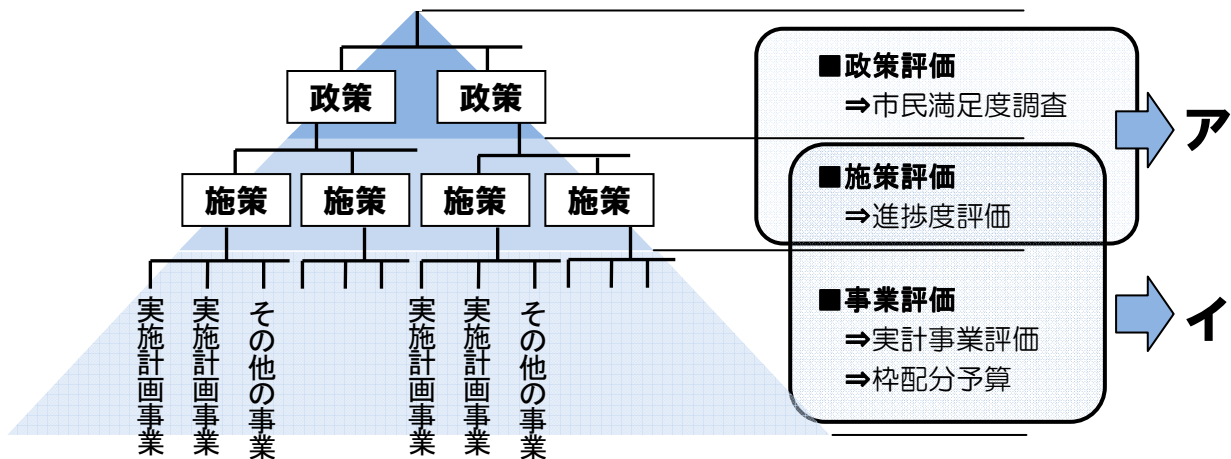 政策
政策
施策
施策
施策
施策
実施計画事業
実施計画事業
その他の事業
実施計画事業
実施計画事業
その他の事業
■政策評価
⇒市民満足度調査
■施策評価
⇒進捗度評価
■事業評価
⇒実計事業評価
⇒枠配分予算
ア
イ